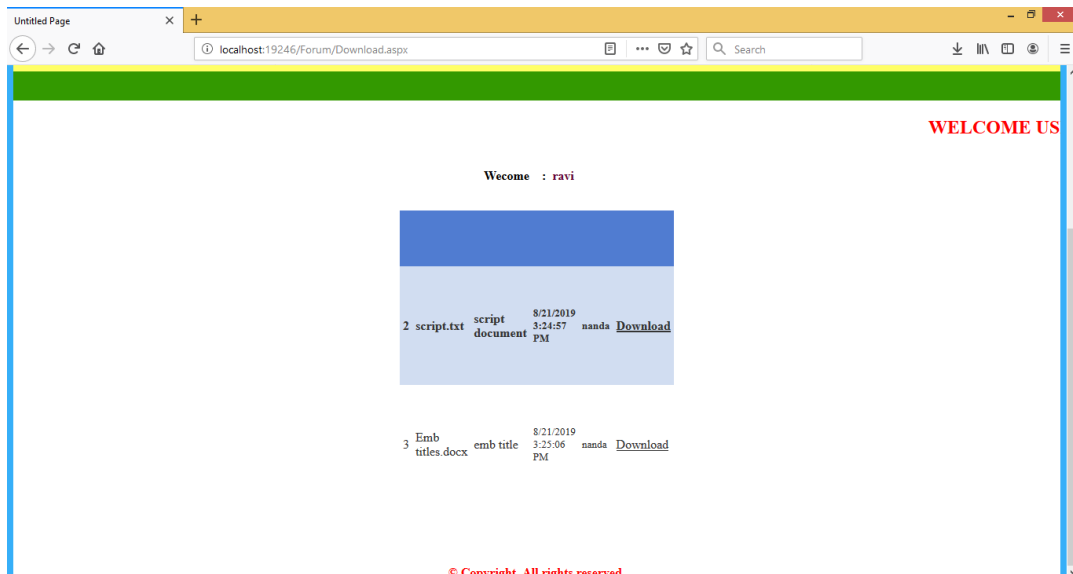 Untitled Page
localhost:19246/Forum/Download.aspx
Search
WELCOME US
Wecome : ravi
2 script.txt script document 8/21/2019 3:24:57 PM nanda Download
3 Emb titles.docx emb title 8/21/2019 3:25:06 PM nanda Download
© Copyright. All rights reserved